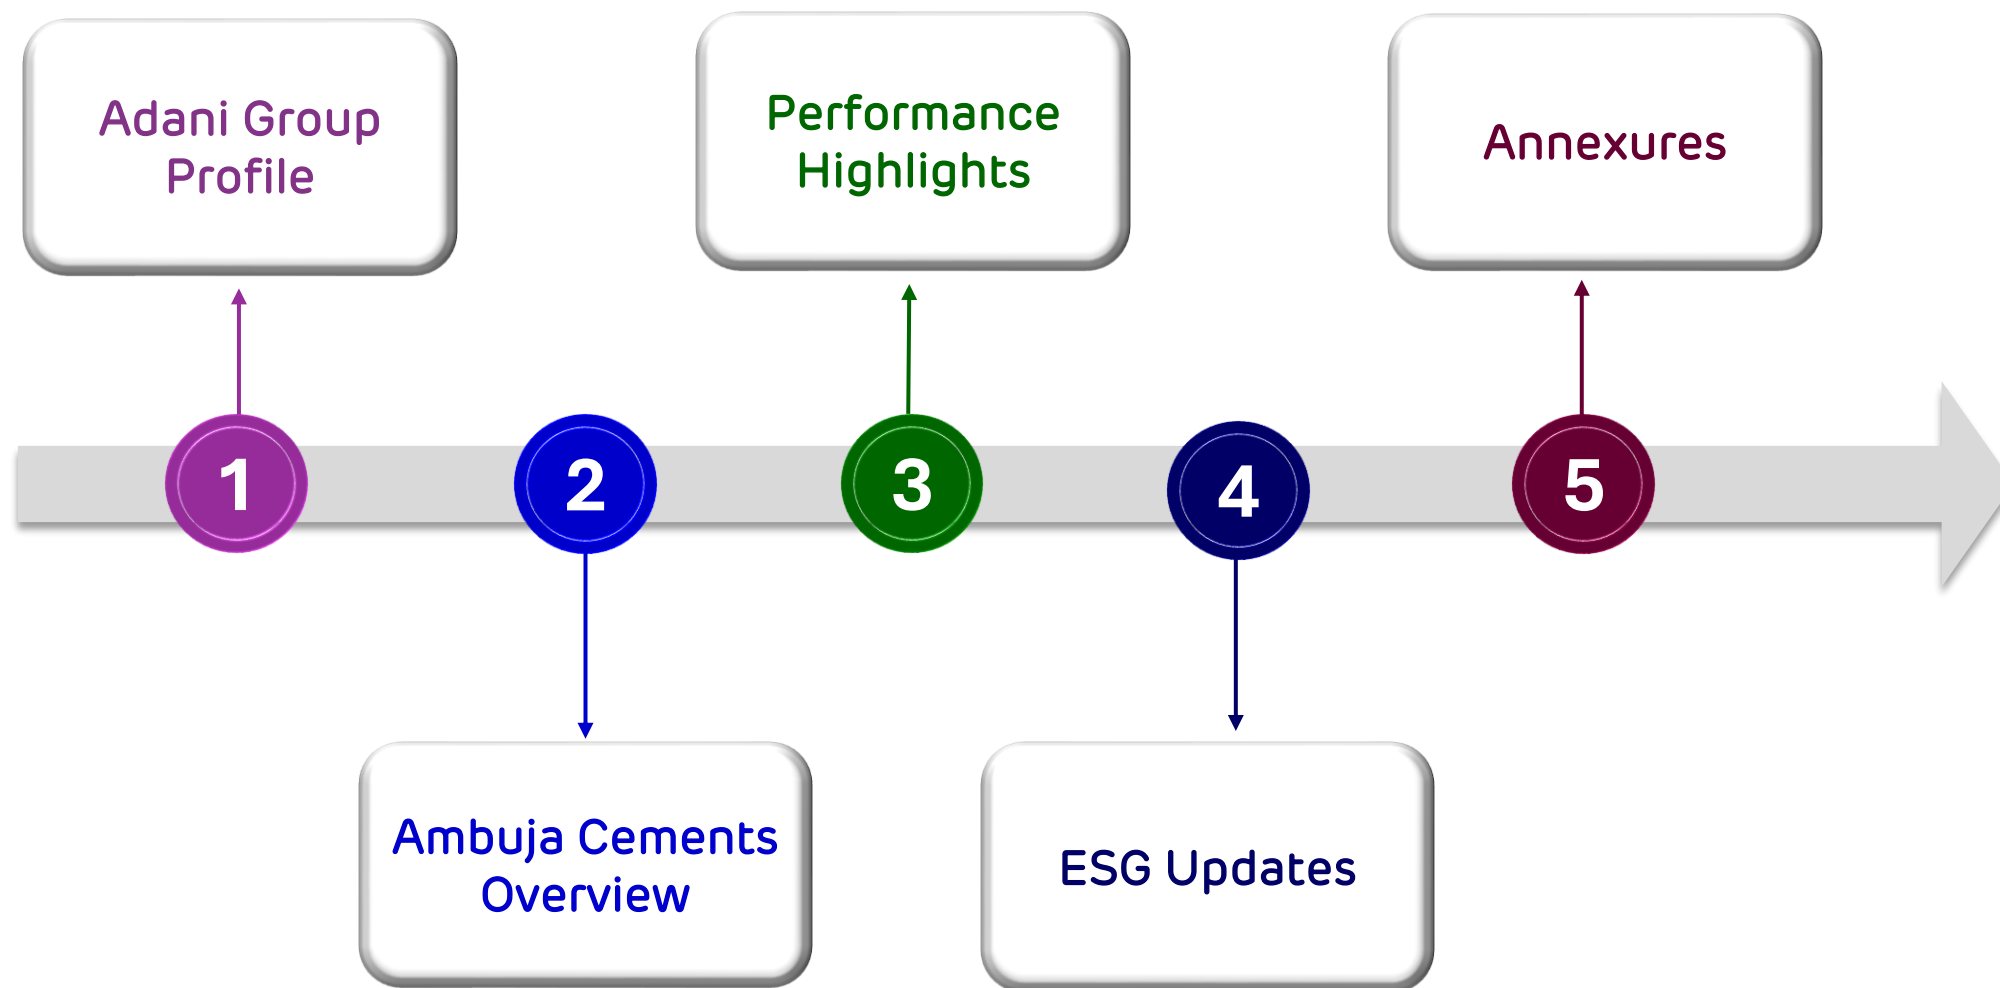 Adani Group
Profile
Performance
Highlights
Annexures
1
2
3
4
5
Ambuja Cements
Overview
ESG Updates